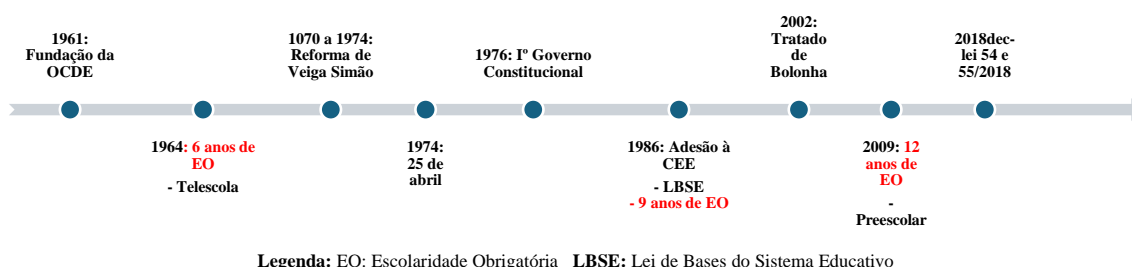 1961:
Fundação da
OCDE
1964: 6 anos de
EO
- Telescola
1070 a 1974:
Reforma de
Veiga Simão
1974:
25 de
abril
1976: Iº Governo
Constitucional
1986: Adesão à
CEE
- LBSE
- 9 anos de EO
2002:
Tratado
de
Bolonha
2009: 12
anos de
EO
-
Preescolar
2018dec-
lei 54 e
55/2018
Legenda: EO: Escolaridade Obrigatória LBSE: Lei de Bases do Sistema Educativo